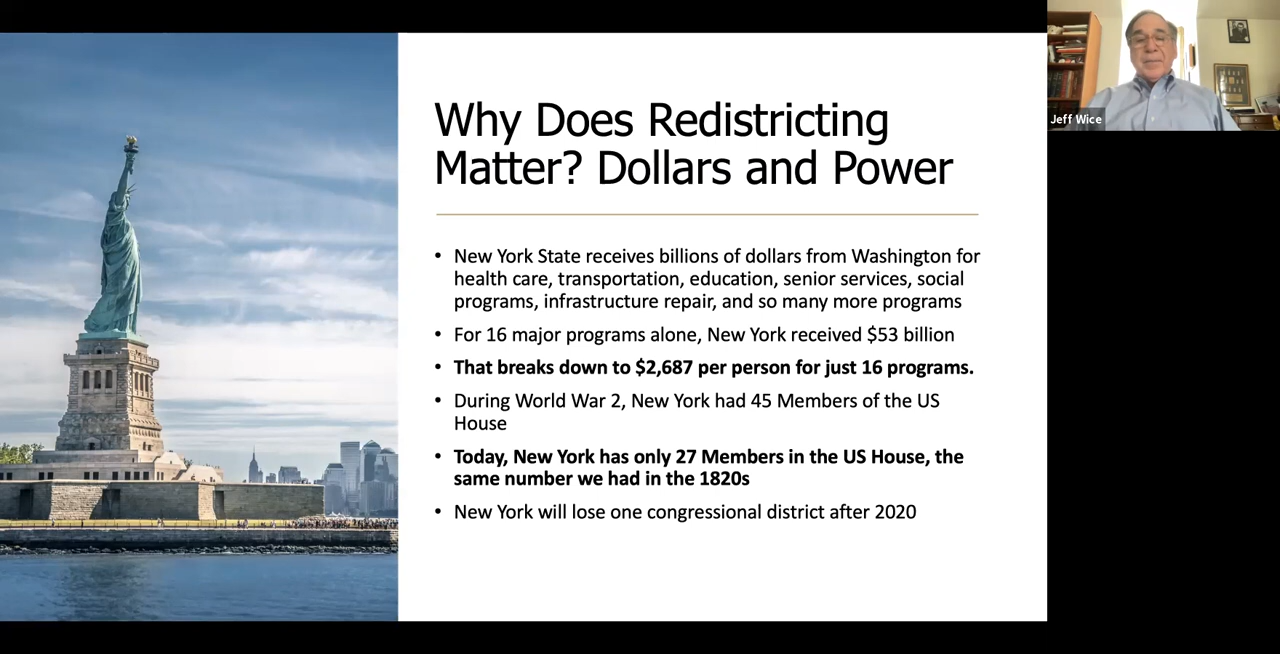 Why Does Redistricting
Matter? Dollars and Power
• New York State receives billions of dollars from Washington for
health care, transportation, education, senior services, social
programs, infrastructure repair, and so many more programs
• For 16 major programs alone, New York received $53 billion
• That breaks down to $2,687 per person for just 16 programs.
• During World War 2, New York had 45 Members of the US
House
• Today, New York has only 27 Members in the US House, the
same number we had in the 1820s
• New York will lose one congressional district after 2020
Jeff Wice